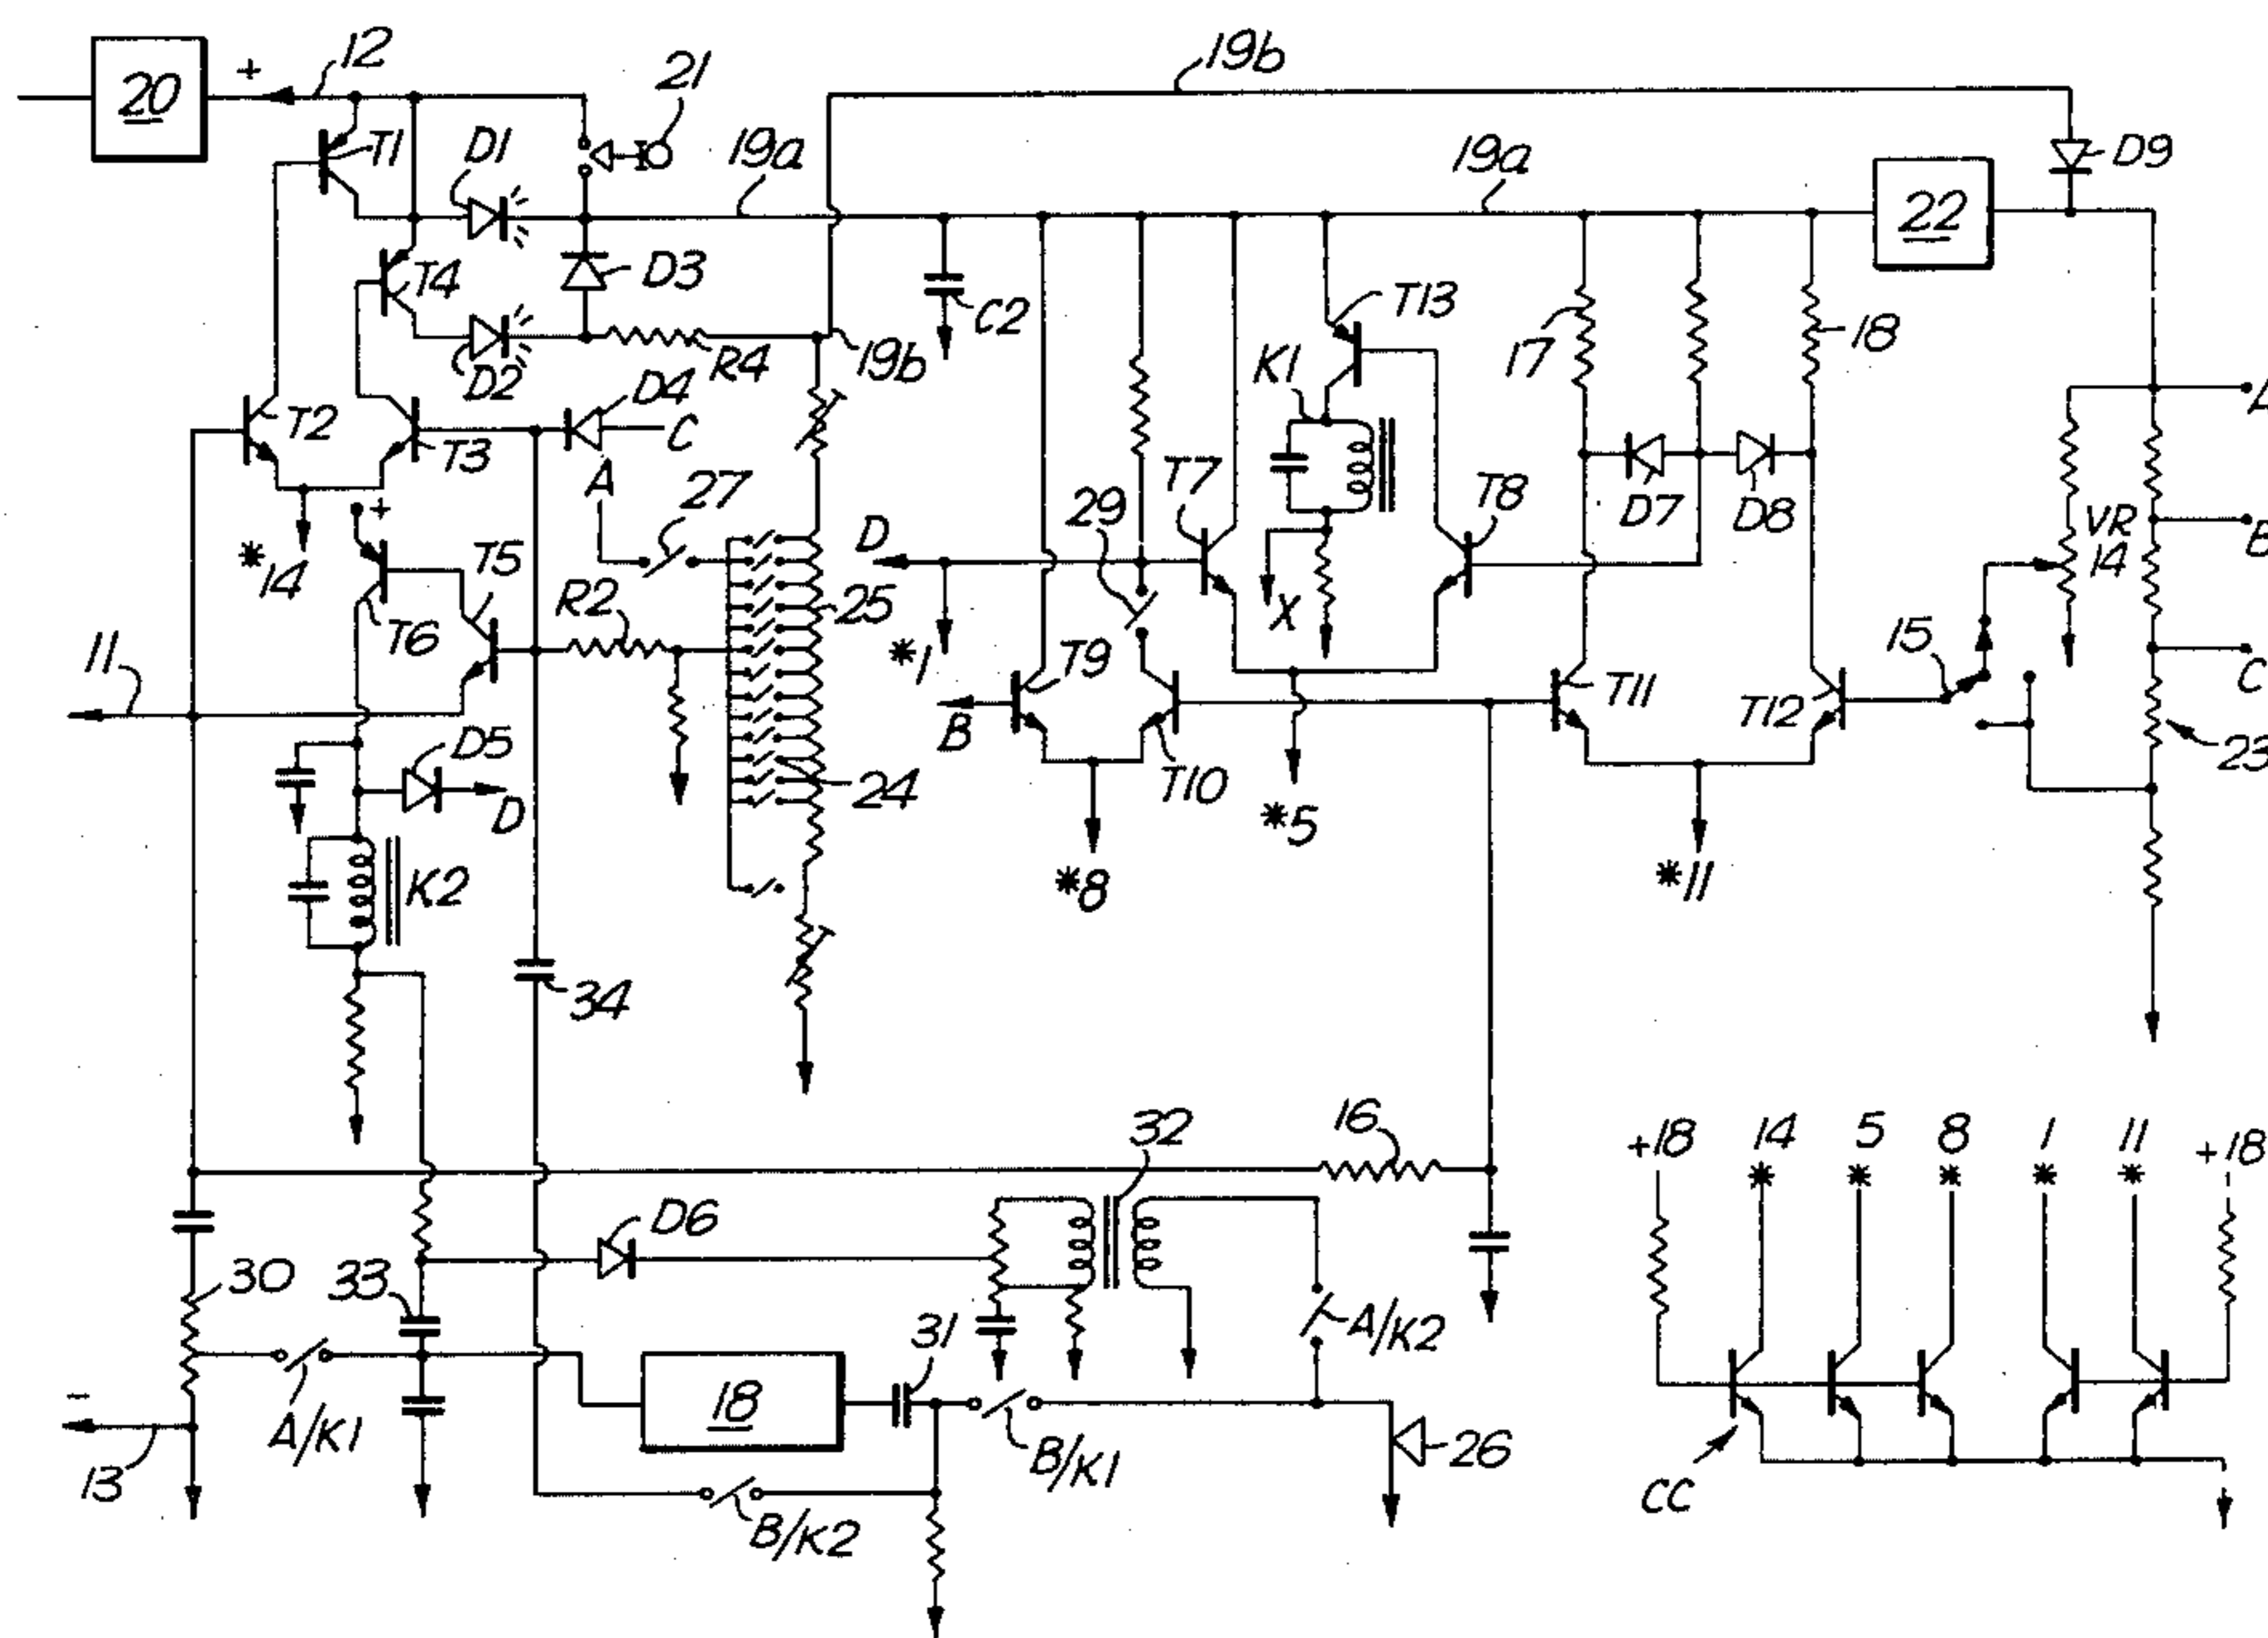 20
+
12
21
19b
T1
D1
19a
19a
D9
22
T4
D3
C2
T13
D2
R4
19b
K1
17
18
A
T2
T3
D4
C
A
27
D
29
T7
T8
D7
D8
VR
14
B
*14
+
T5
T6
R2
25
X
15
11
*1
T9
T11
T12
C
B
D5
D
24
T10
23
*5
*8
*11
K2
34
32
16
+18
14
5
8
1
11
+18
*
*
*
*
*
D6
30
33
31
A/K2
18
-
A/K1
B/K1
26
13
B/K2
CC